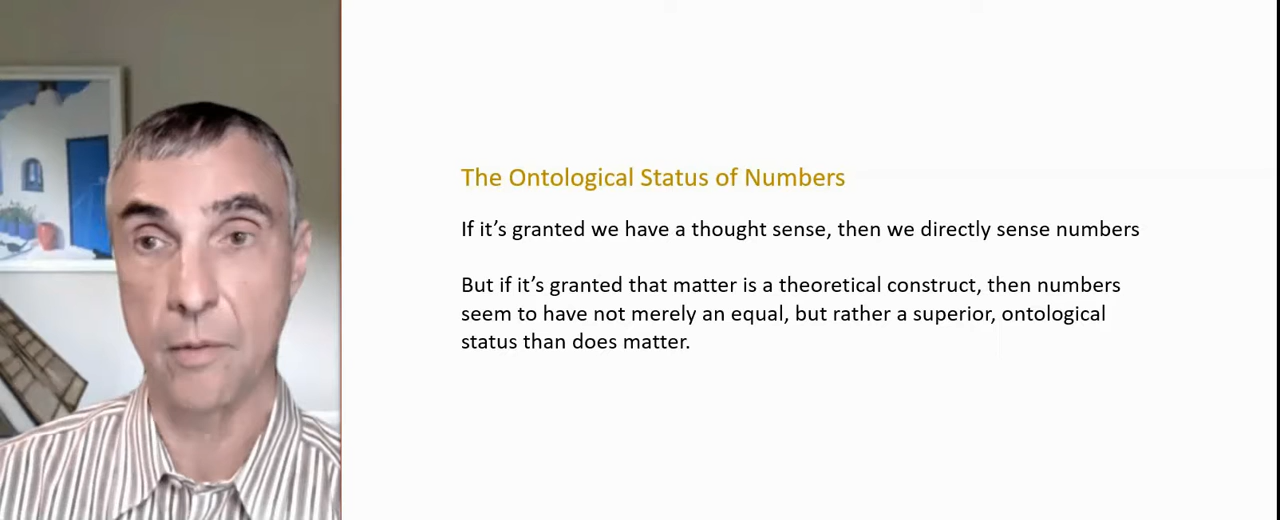 The Ontological Status of Numbers
If it’s granted we have a thought sense, then we directly sense numbers
But if it’s granted that matter is a theoretical construct, then numbers
seem to have not merely an equal, but rather a superior, ontological
status than does matter.